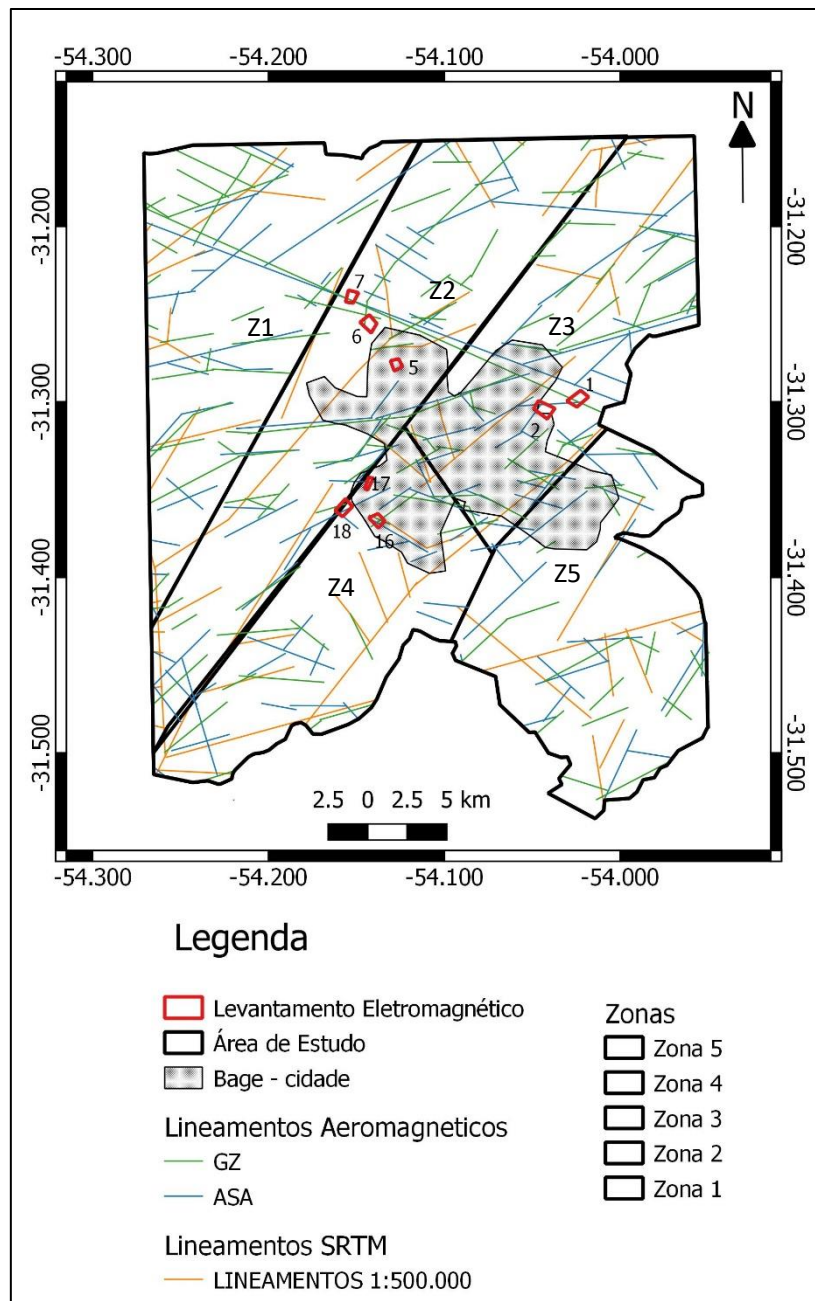 -54.300 -54.200 -54.100 -54.000
N
-31.200 -31.200
7
Z2
Z1 6 Z3
5
1
-31.300 -31.300
2
17
18 16
-31.400 -31.400
Z4 Z5
-31.500 -31.500
2.5 0 2.5 5 km
-54.300 -54.200 -54.100 -54.000
Legenda
Levantamento Eletromagnético
Área de Estudo
Bage - cidade
Lineamentos Aeromagneticos
GZ
ASA
Lineamentos SRTM
LINEAMENTOS 1:500.000
Zonas
Zona 5
Zona 4
Zona 3
Zona 2
Zona 1